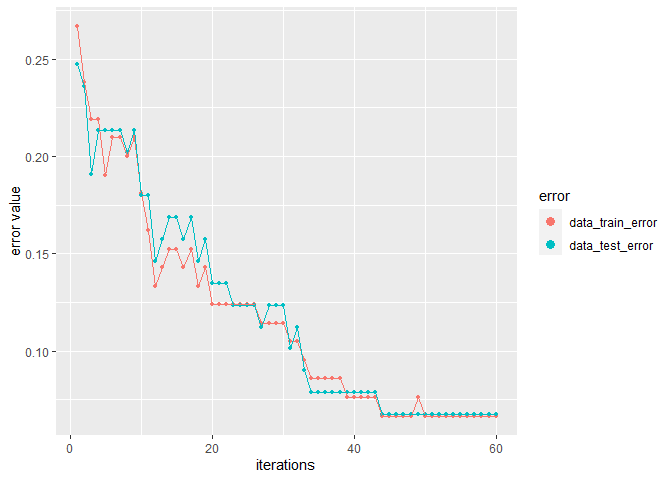 0.25
0.20
0.15
0.10
error value
0
20
40
60
iterations
error
data_train_error
data_test_error